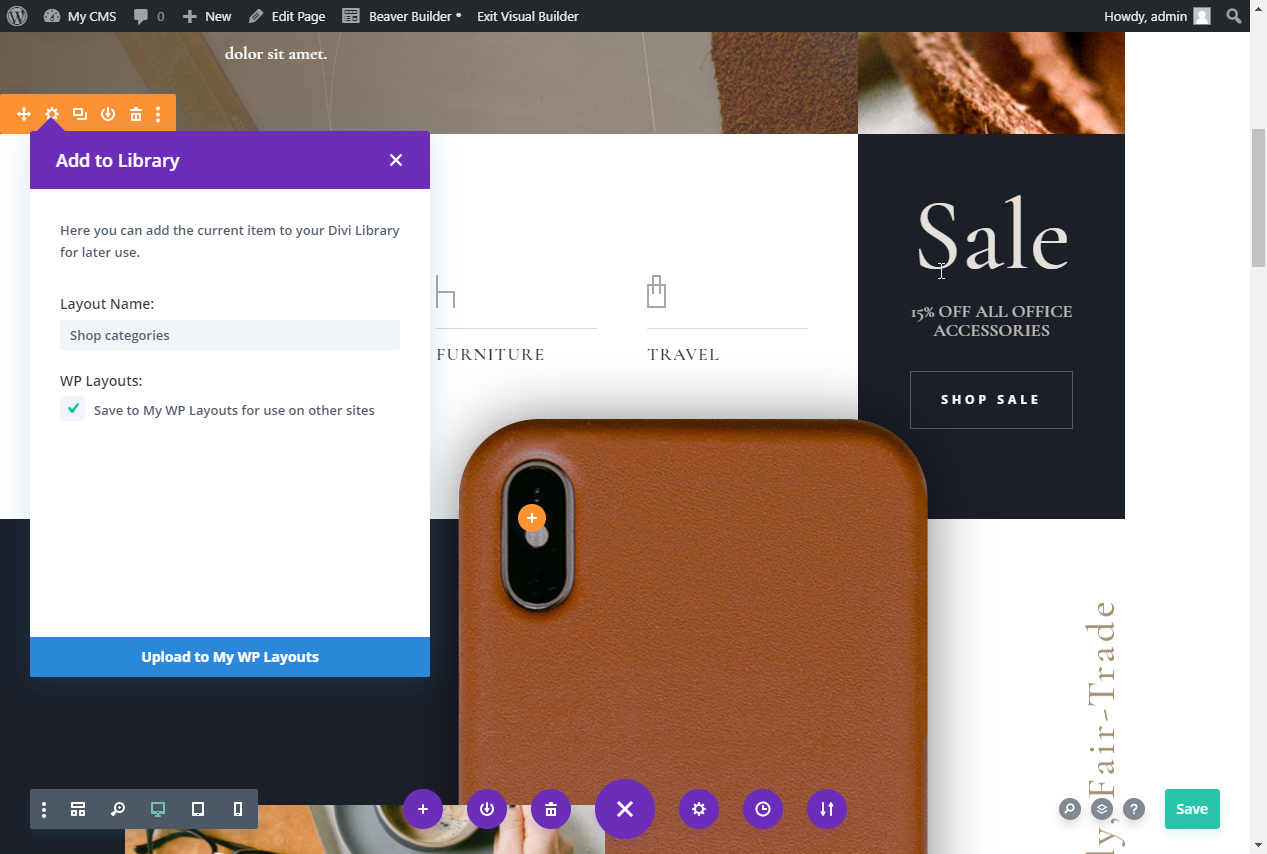 My CMS 0 New Edit Page Beaver Builder Exit Visual Builder Howdy, admin
dolor sit amet.
Add to Library
Here you can add the current item to your Divi Library
for later use.
Layout Name:
Shop categories
WP Layouts:
Save to My WP Layouts for use on other sites
Upload to My WP Layouts
FURNITURE
TRAVEL
Sale
15% OFF ALL OFFICE
ACCESSORIES
SHOP SALE
ly, Fair-Trade
Save